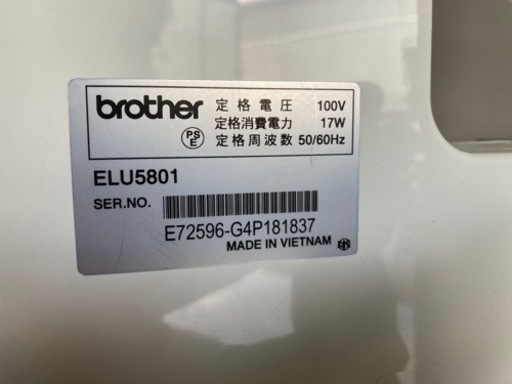 brother
定格電圧 100V
定格消費電力 17W
定格周波数 50/60Hz
PS
E
ELU5801
SER.NO.
E72596-G4P181837
MADE IN VIETNAM